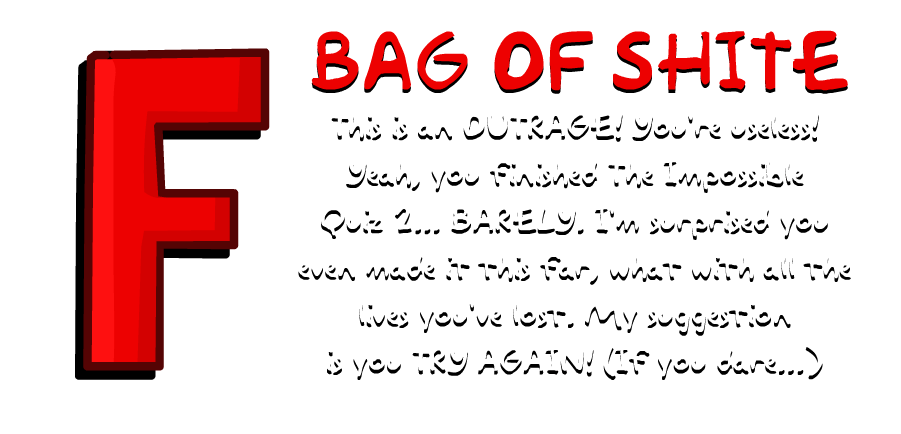 F
BAG OF SHITE
This is an OUTRAGE! You're useless!
Yeah, you finished The Impossible
Quiz 2... BARELY. I'm surprised you
even made it this far, what with all the
lives you've lost. My suggestion
is you TRY AGAIN! (If you dare...)